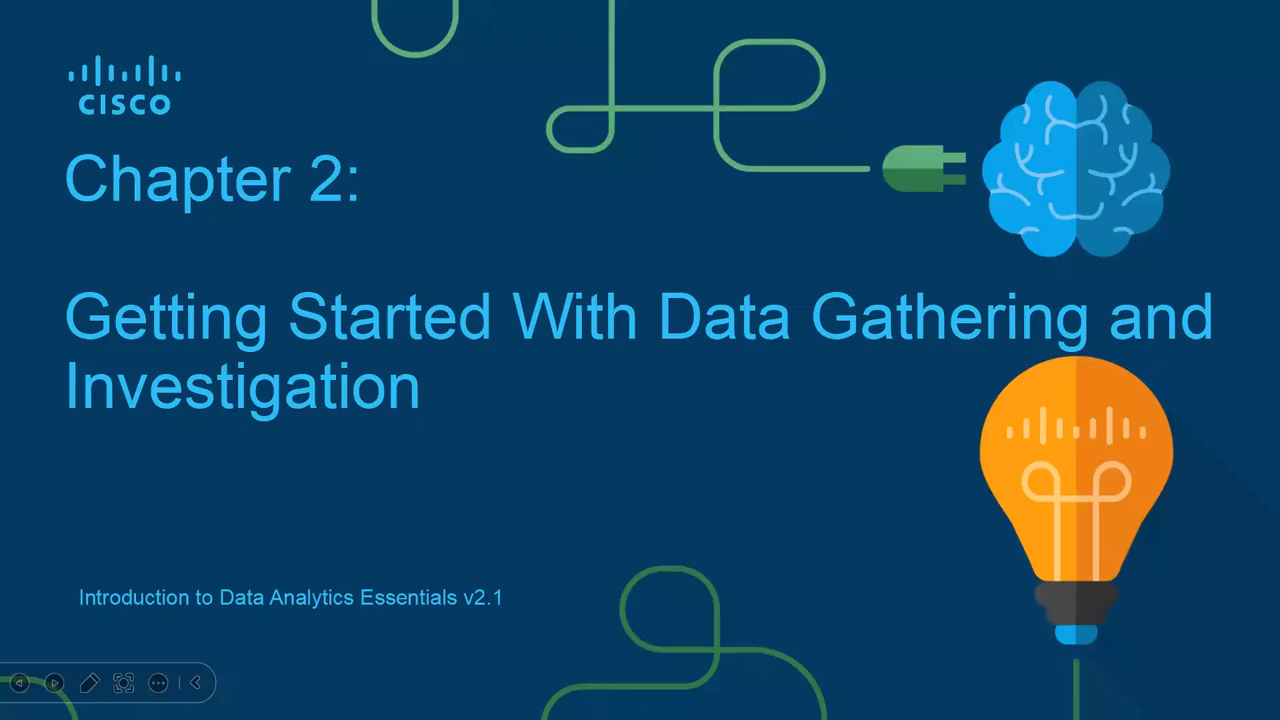 CISCO
Chapter 2:
Getting Started With Data Gathering and
Investigation
Introduction to Data Analytics Essentials v2.1